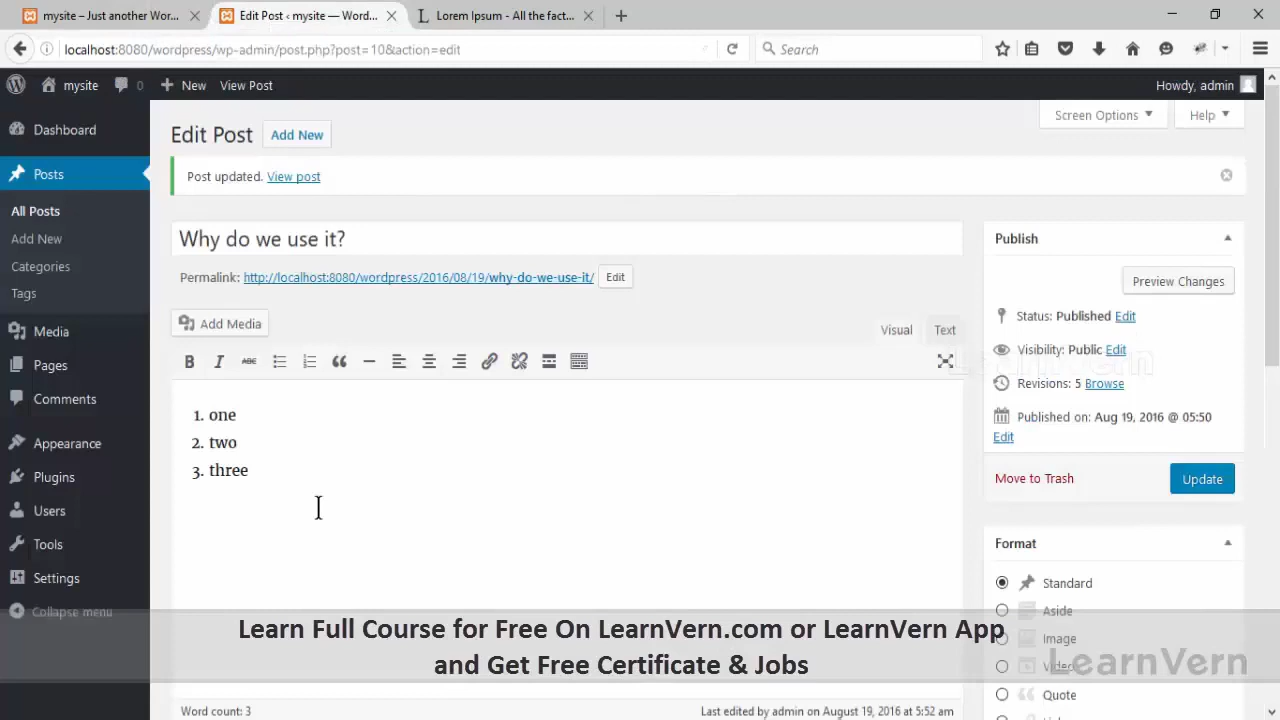 mysite – Just another Wor...
Edit Post ‹ mysite — Word...
Lorem Ipsum - All the fact...
localhost:8080/wordpress/wp-admin/post.php?post=10&action=edit
Search
mysite
0
New
View Post
Howdy, admin
Dashboard
Posts
All Posts
Add New
Categories
Tags
Media
Pages
Comments
Appearance
Plugins
Users
Tools
Settings
Collapse menu
Screen Options
Help
Edit Post
Add New
Post updated. View post
Why do we use it?
Permalink: http://localhost:8080/wordpress/2016/08/19/why-do-we-use-it/ Edit
Add Media
Visual
Text
B I ABC
1. one
2. two
3. three
Word count: 3
Last edited by admin on August 19, 2016 at 5:52 am
Publish
Preview Changes
Status: Published Edit
Visibility: Public Edit
Revisions: 5 Browse
Published on: Aug 19, 2016 @ 05:50
Edit
Move to Trash
Update
Format
Standard
Aside
Image
Video
Quote
Learn Full Course for Free On LearnVern.com or LearnVern App
and Get Free Certificate & Jobs
LearnVern
LearnVern